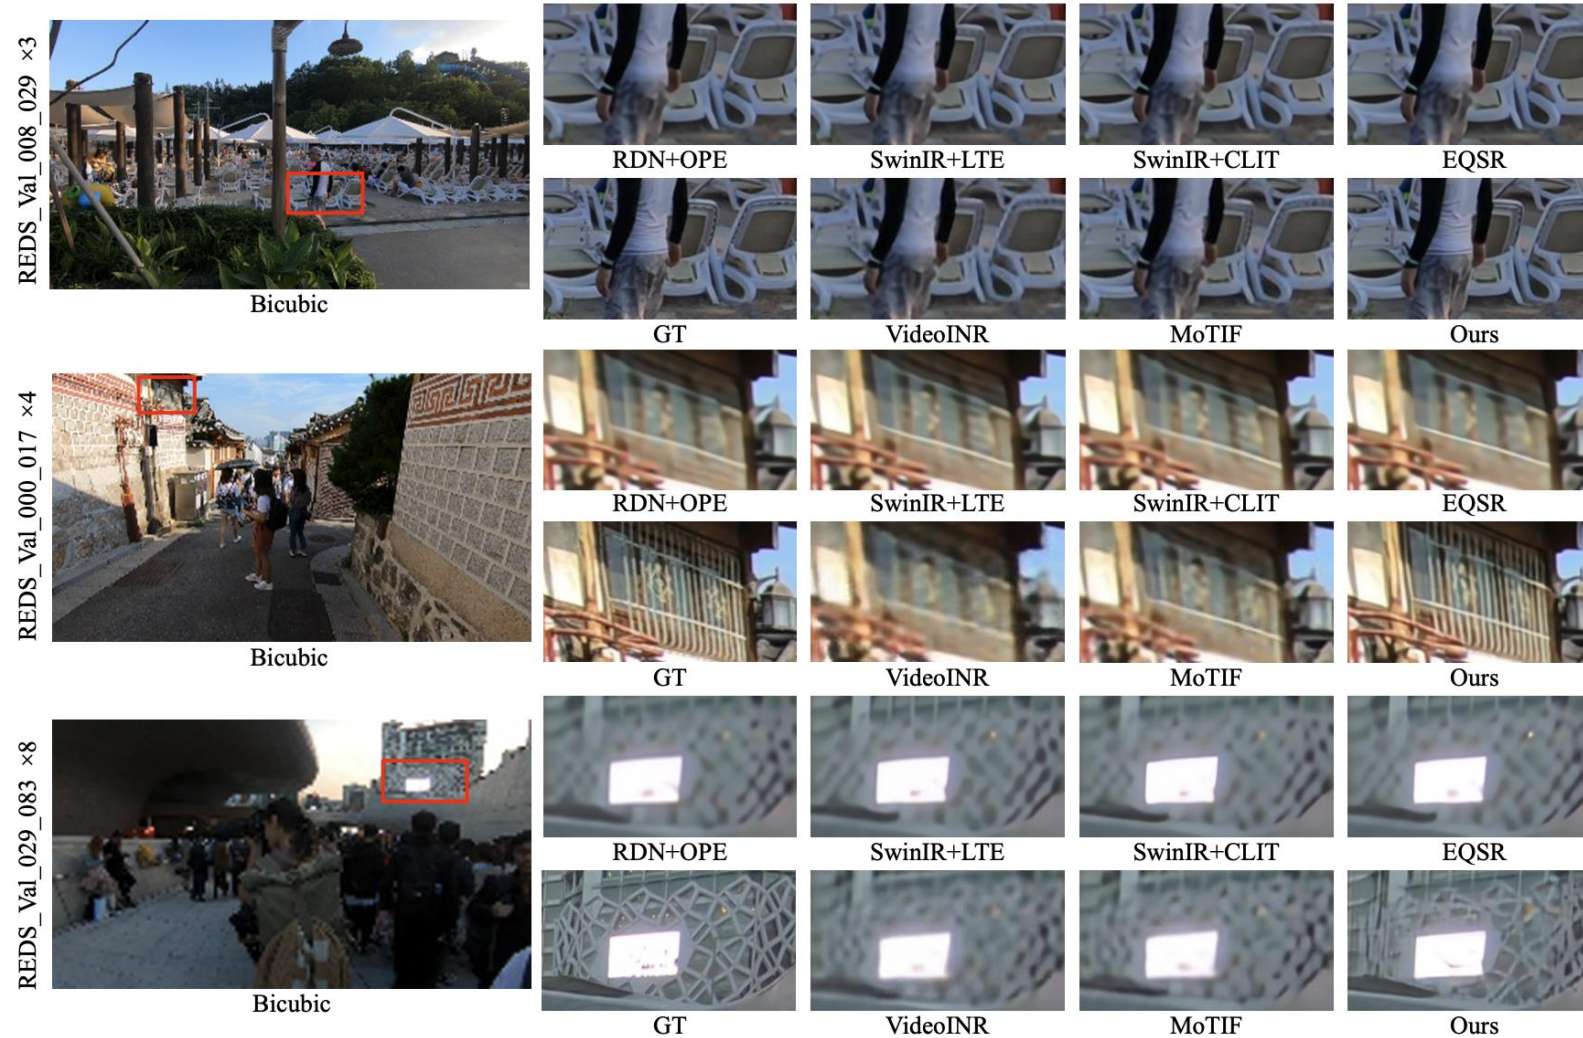 REDS_Val_008_029 ×3
RDN+OPE SwinIR+LTE SwinIR+CLIT EQSR
Bicubic
GT VideoINR MoTIF Ours
REDS_Val_000_017 ×4
RDN+OPE SwinIR+LTE SwinIR+CLIT EQSR
Bicubic
GT VideoINR MoTIF Ours
REDS_Val_029_083 ×8
RDN+OPE SwinIR+LTE SwinIR+CLIT EQSR
Bicubic
GT VideoINR MoTIF Ours